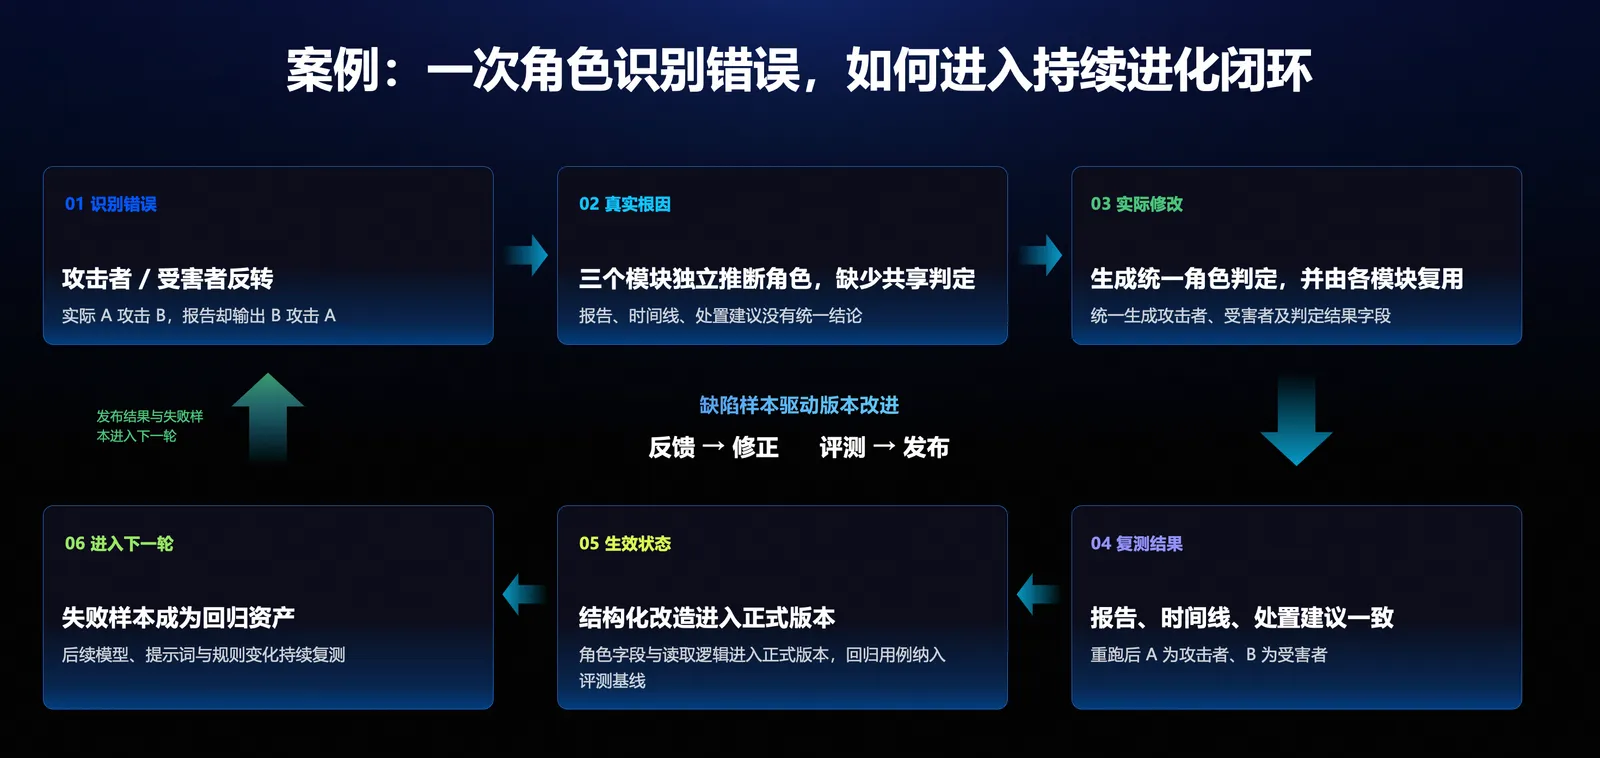 案例：一次角色识别错误，如何进入持续进化闭环
01 识别错误
攻击者 / 受害者反转
实际 A 攻击 B，报告却输出 B 攻击 A
02 真实根因
三个模块独立推断角色，缺少共享判定
报告、时间线、处置建议没有统一结论
03 实际修改
生成统一角色判定，并由各模块复用
统一生成攻击者、受害者及判定结果字段
发布结果与失败样
本进入下一轮
缺陷样本驱动版本改进
反馈 → 修正 评测 → 发布
06 进入下一轮
失败样本成为回归资产
后续模型、提示词与规则变化持续复测
05 生效状态
结构化改造进入正式版本
角色字段与读取逻辑进入正式版本，回归用例纳入
评测基线
04 复测结果
报告、时间线、处置建议一致
重跑后 A 为攻击者、B 为受害者